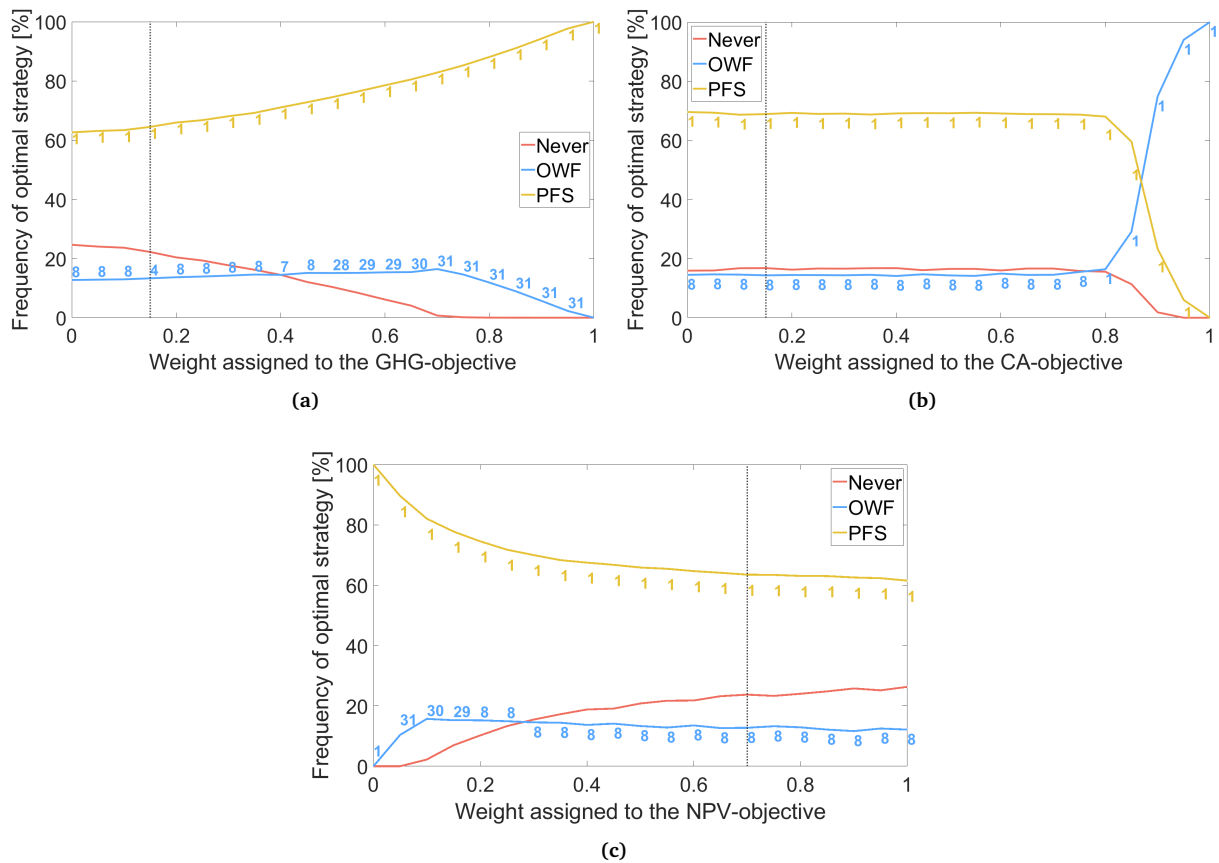 Frequency of optimal strategy [%]
100
80
60
40
20
0
1 1 1 1 1 1 1 1 1 1 1 1 1 1 1 1 1 1 1 1 1
Never
OWF
PFS
8 8 8 4 8 8 8 8 7 8 28 29 29 30 31 31 31 31 31 31
0 0.2 0.4 0.6 0.8 1
Weight assigned to the GHG-objective
(a)
Frequency of optimal strategy [%]
100
80
60
40
20
0
Never
OWF
PFS
1 1 1 1 1 1 1 1 1 1 1 1 1 1 1 1 1 1 1
8 8 8 8 8 8 8 8 8 8 8 8 8 8 8 8 1 1 1 1 1
0 0.2 0.4 0.6 0.8 1
Weight assigned to the CA-objective
(b)
Frequency of optimal strategy [%]
100
80
60
40
20
0
Never
OWF
PFS
1 1 1 1 1 1 1 1 1 1 1 1 1 1 1 1 1 1 1 1 1
1 31 30 29 8 8 8 8 8 8 8 8 8 8 8 8 8 8 8 8 8
0 0.2 0.4 0.6 0.8 1
Weight assigned to the NPV-objective
(c)